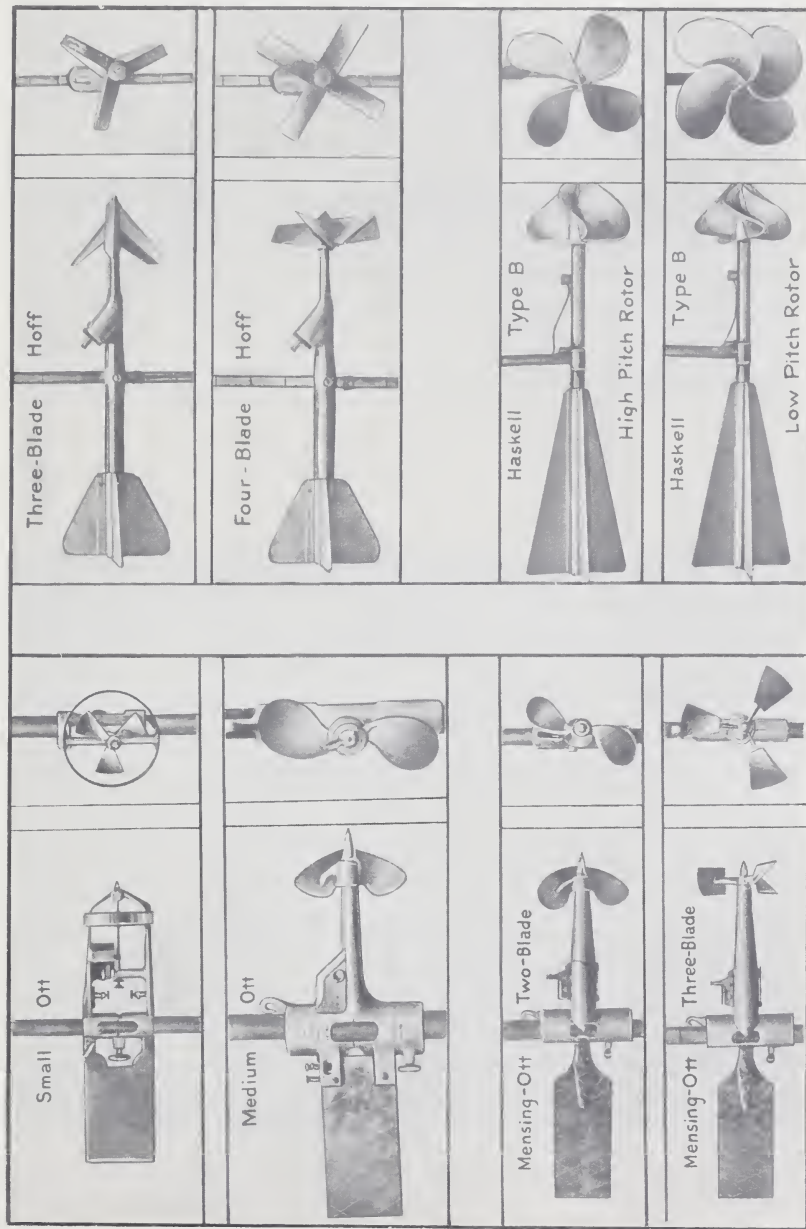 Small Ott
Medium Ott
Mensing-Ott Two-Blade
Mensing-Ott Three-Blade
Three-Blade Hoff
Four-Blade Hoff
Haskell Type B
High Pitch Rotor
Haskell Type B
Low Pitch Rotor